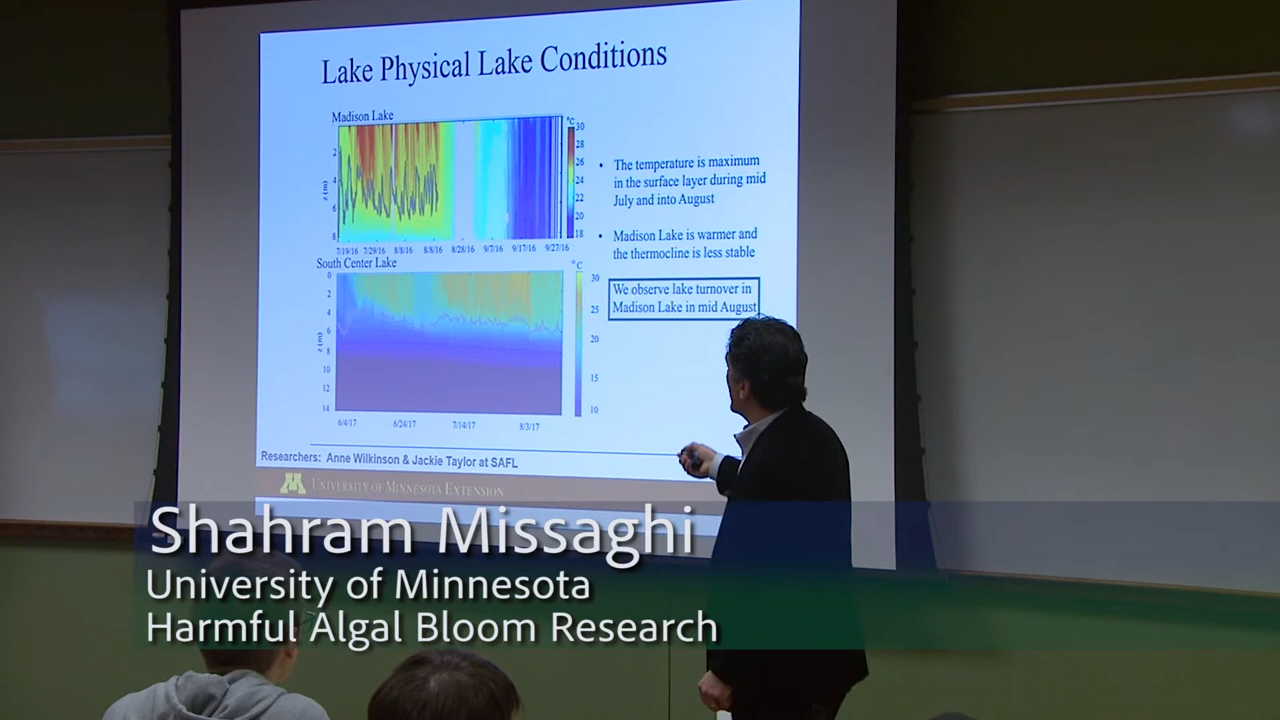 Lake Physical Lake Conditions
Madison Lake
°C
30
28
26
24
22
20
18
2
4
6
8
z (m)
7/19/16 7/29/16 8/8/16 8/8/16 8/28/16 9/7/16 9/17/16 9/27/16
South Center Lake
°C
30
25
20
15
10
0
2
4
6
8
10
12
14
z (m)
6/4/17 6/24/17 7/14/17 8/3/17
• The temperature is maximum
in the surface layer during mid
July and into August
• Madison Lake is warmer and
the thermocline is less stable
We observe lake turnover in
Madison Lake in mid August
Researchers: Anne Wilkinson & Jackie Taylor at SAFL
M
UNIVERSITY OF MINNESOTA EXTENSION
Shahram Missaghi
University of Minnesota
Harmful Algal Bloom Research